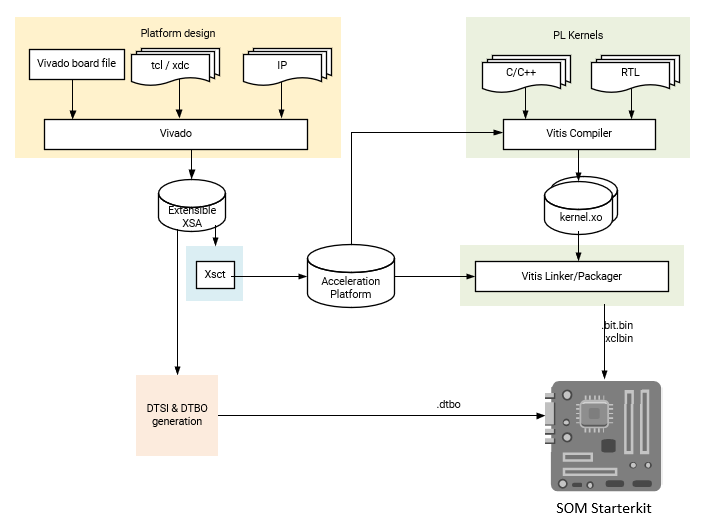 Platform design
PL Kernels
Vivado board file
tcl / xdc
IP
C/C++
RTL
Vivado
Vitis Compiler
Extensible
XSA
kernel.xo
Xsct
Acceleration
Platform
Vitis Linker/Packager
.bit.bin
xclbin
DTSI & DTBO
generation
.dtbo
SOM Starterkit